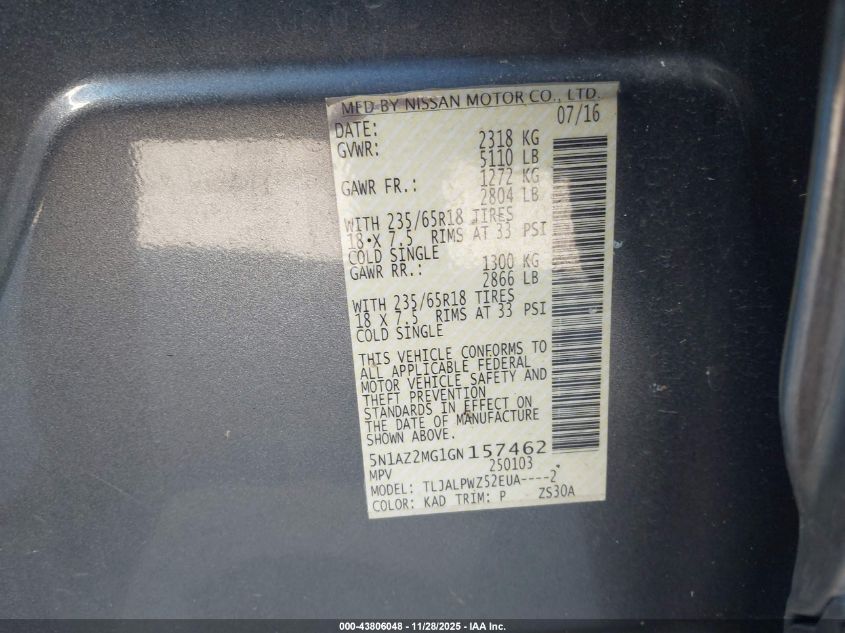 MFD BY NISSAN MOTOR CO., LTD.
DATE: 07/16
GVWR: 2318 KG
5110 LB
GAWR FR.: 1272 KG
2804 LB
WITH 235/65R18 TIRES
18 X 7.5 RIMS AT 33 PSI
COLD SINGLE
GAWR RR.: 1300 KG
2866 LB
WITH 235/65R18 TIRES
18 X 7.5 RIMS AT 33 PSI
COLD SINGLE
THIS VEHICLE CONFORMS TO
ALL APPLICABLE FEDERAL
MOTOR VEHICLE SAFETY AND
THEFT PREVENTION
STANDARDS IN EFFECT ON
THE DATE OF MANUFACTURE
SHOWN ABOVE.
5N1AZ2MG1GN157462
MPV 250103
MODEL: TLJALPWZ52EUA----2
COLOR: KAD TRIM: P ZS30A
000-43806048 - 11/28/2025 - IAA Inc.